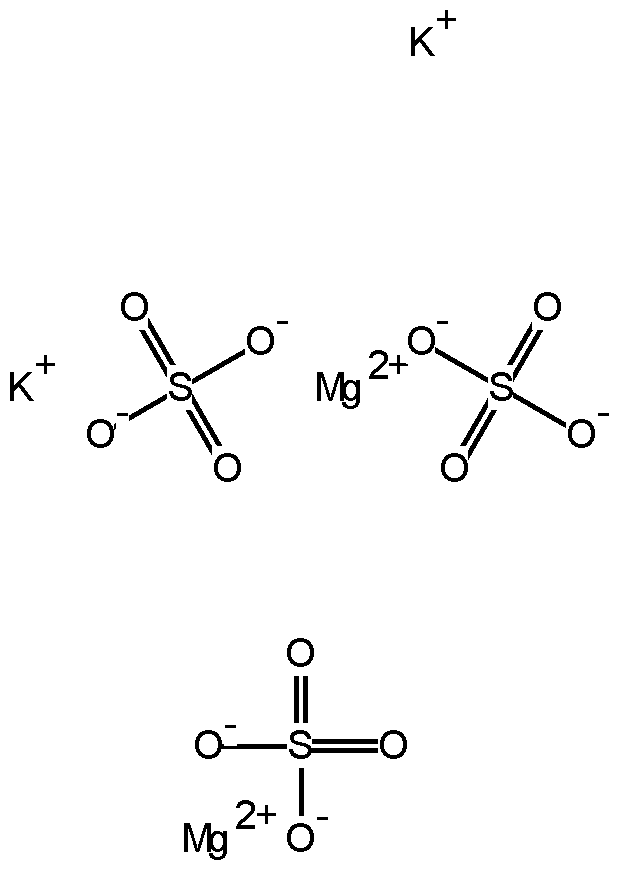 K+
O O- O- O
K+ S Mg 2+ S
O- O O O-
O
O- S O
Mg 2+ O-